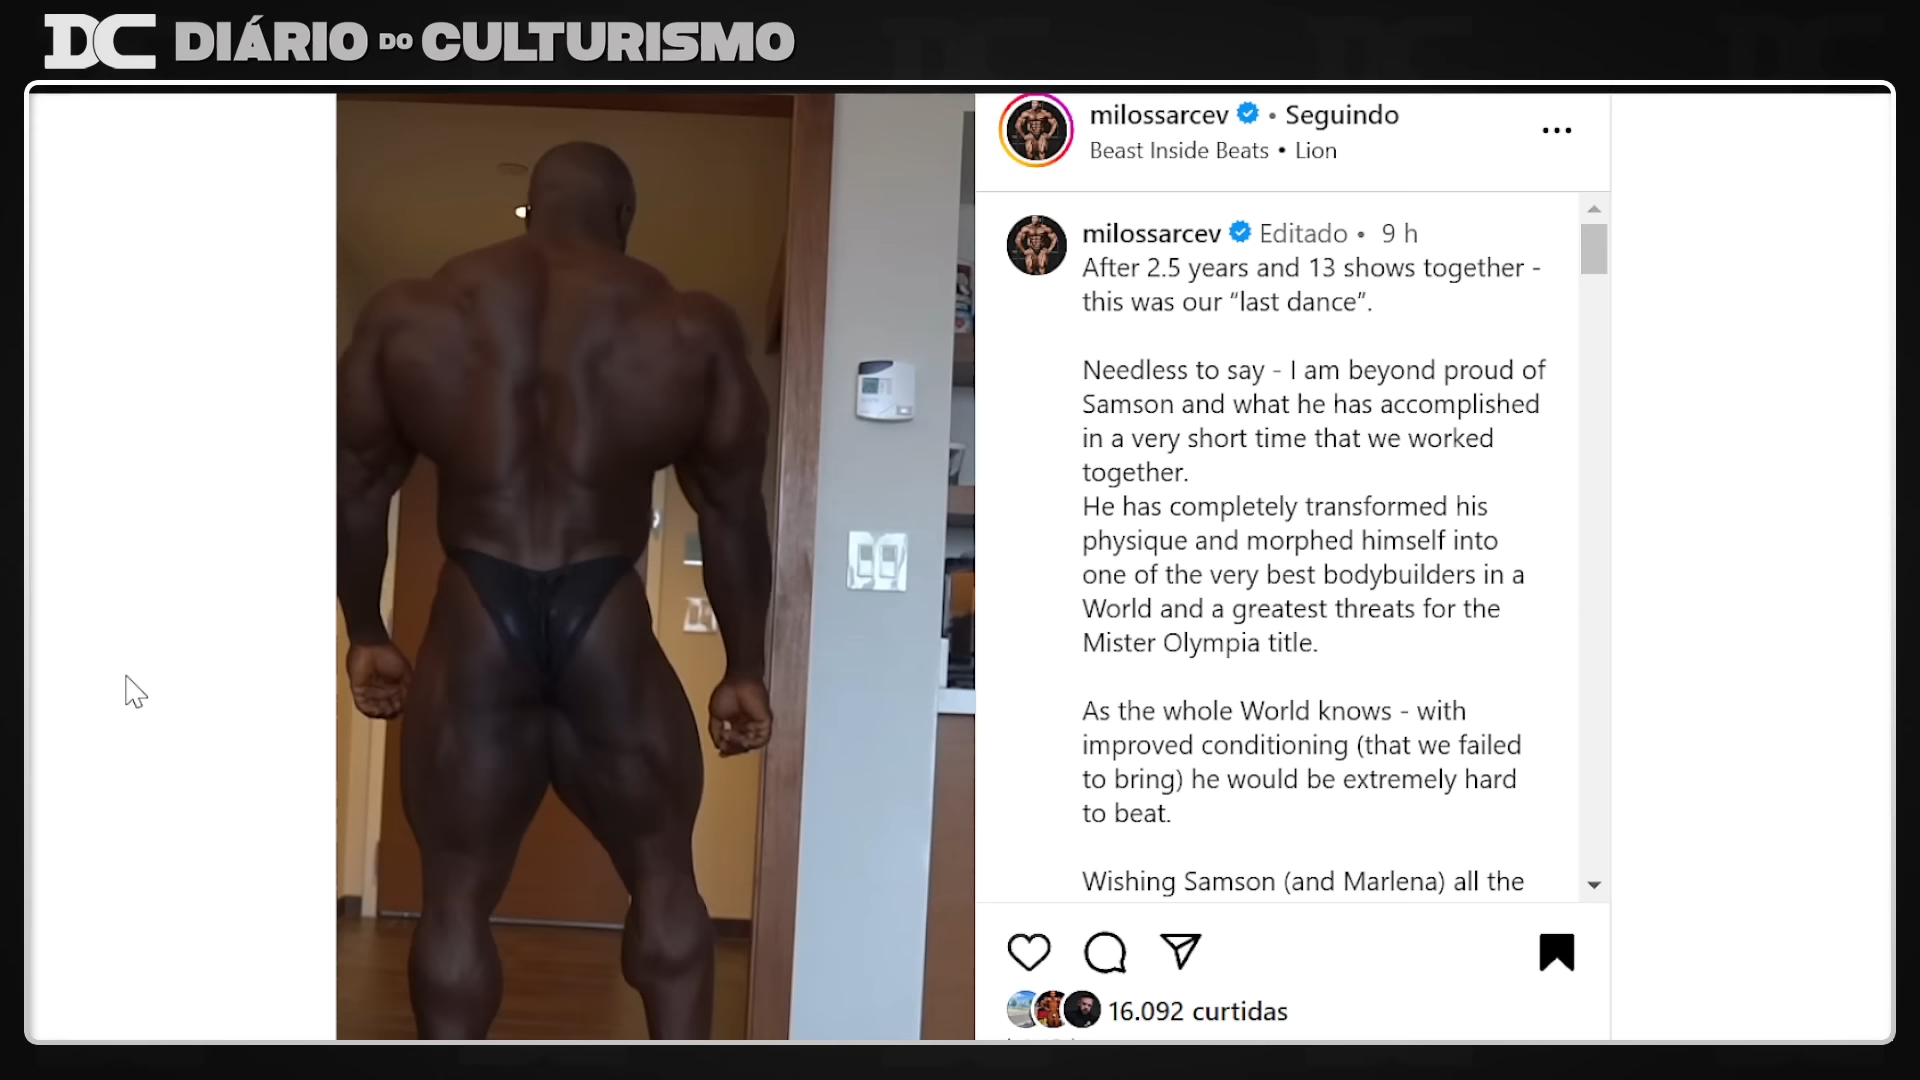 DC DIÁRIO DO CULTURISMO
milossarcev • Seguindo
Beast Inside Beats • Lion
milossarcev Editado • 9 h
After 2.5 years and 13 shows together -
this was our “last dance”.
Needless to say - I am beyond proud of
Samson and what he has accomplished
in a very short time that we worked
together.
He has completely transformed his
physique and morphed himself into
one of the very best bodybuilders in a
World and a greatest threats for the
Mister Olympia title.
As the whole World knows - with
improved conditioning (that we failed
to bring) he would be extremely hard
to beat.
Wishing Samson (and Marlena) all the
16.092 curtidas